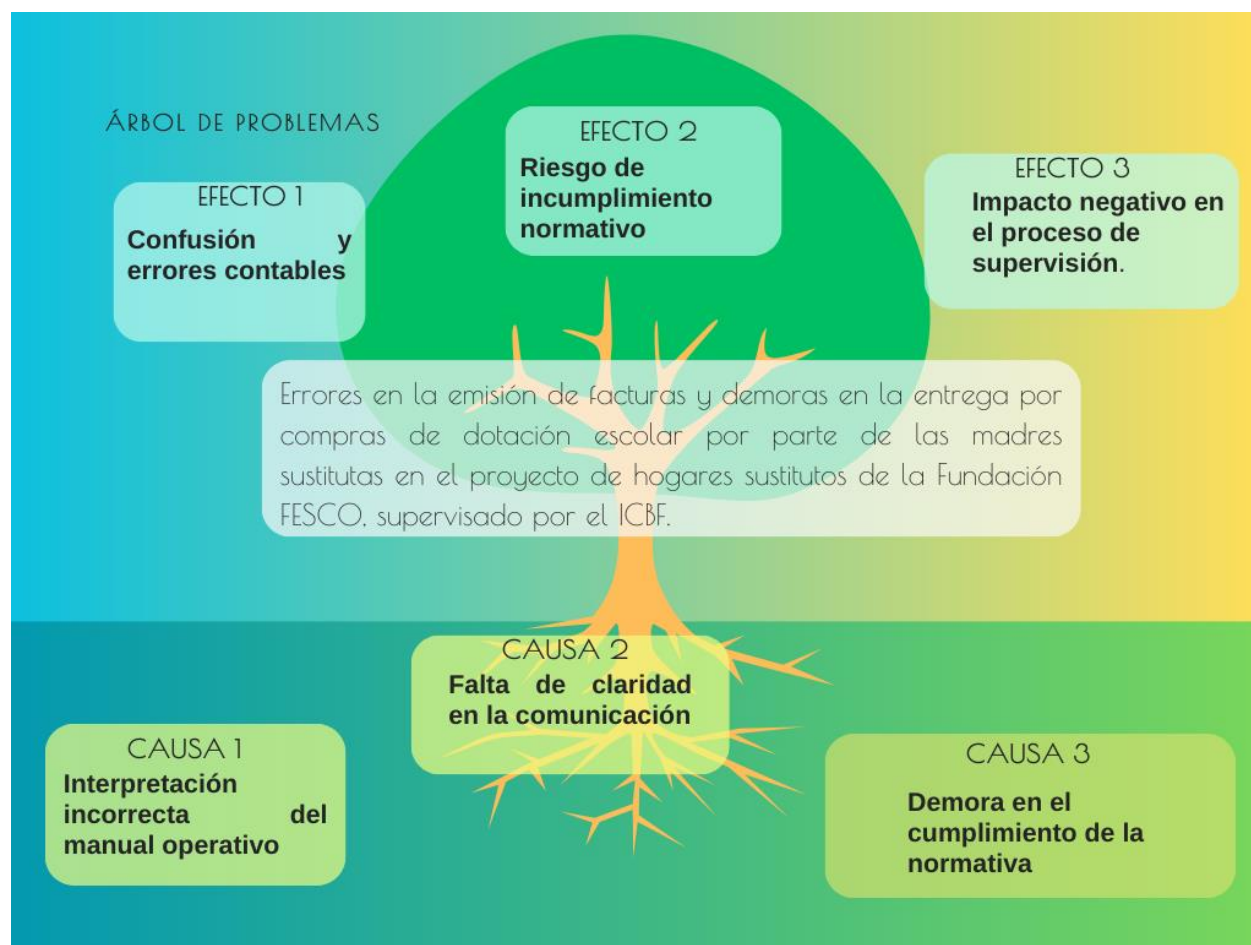 ÁRBOL DE PROBLEMAS
EFECTO 1
Confusión y
errores contables
EFECTO 2
Riesgo de
incumplimiento
normativo
EFECTO 3
Impacto negativo en
el proceso de
supervisión.
Errores en la emisión de facturas y demoras en la entrega por
compras de dotación escolar por parte de las madres
sustitutas en el proyecto de hogares sustitutos de la Fundación
FESCO, supervisado por el ICBF.
CAUSA 1
Interpretación
incorrecta del
manual operativo
CAUSA 2
Falta de claridad
en la comunicación
CAUSA 3
Demora en el
cumplimiento de la
normativa